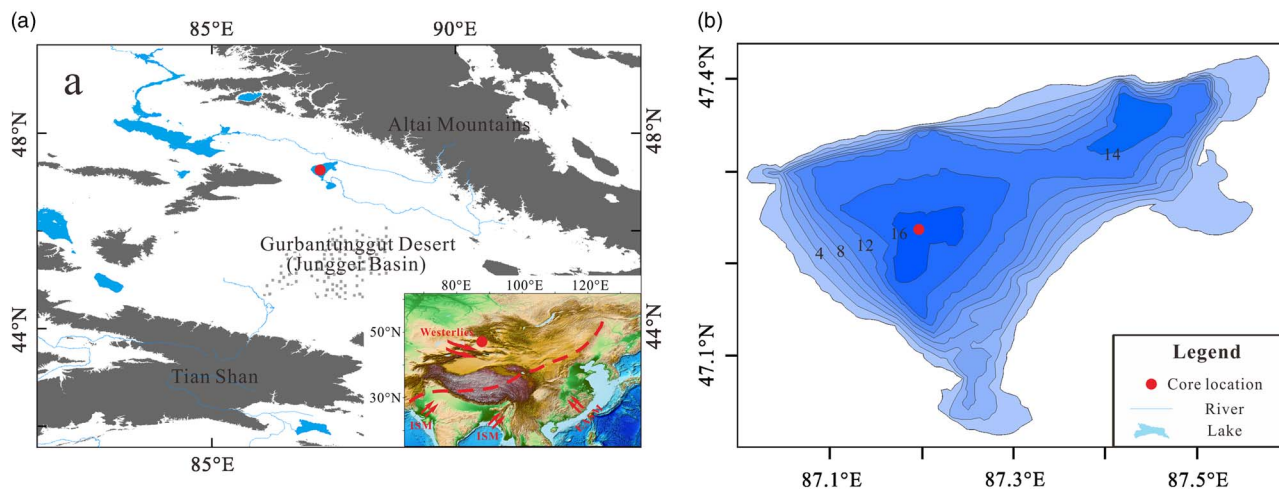 (a)
85°E 90°E
a
Altai Mountains
48°N 48°N
Gurbantunggut Desert
(Jungger Basin)
44°N 44°N
Tian Shan
85°E
80°E 100°E 120°E
50°N
30°N
Westerlies
ISM
ISM
(b)
47.4°N
47.1°N
14
16
12
8
4
87.1°E 87.3°E 87.5°E
Legend
Core location
River
Lake